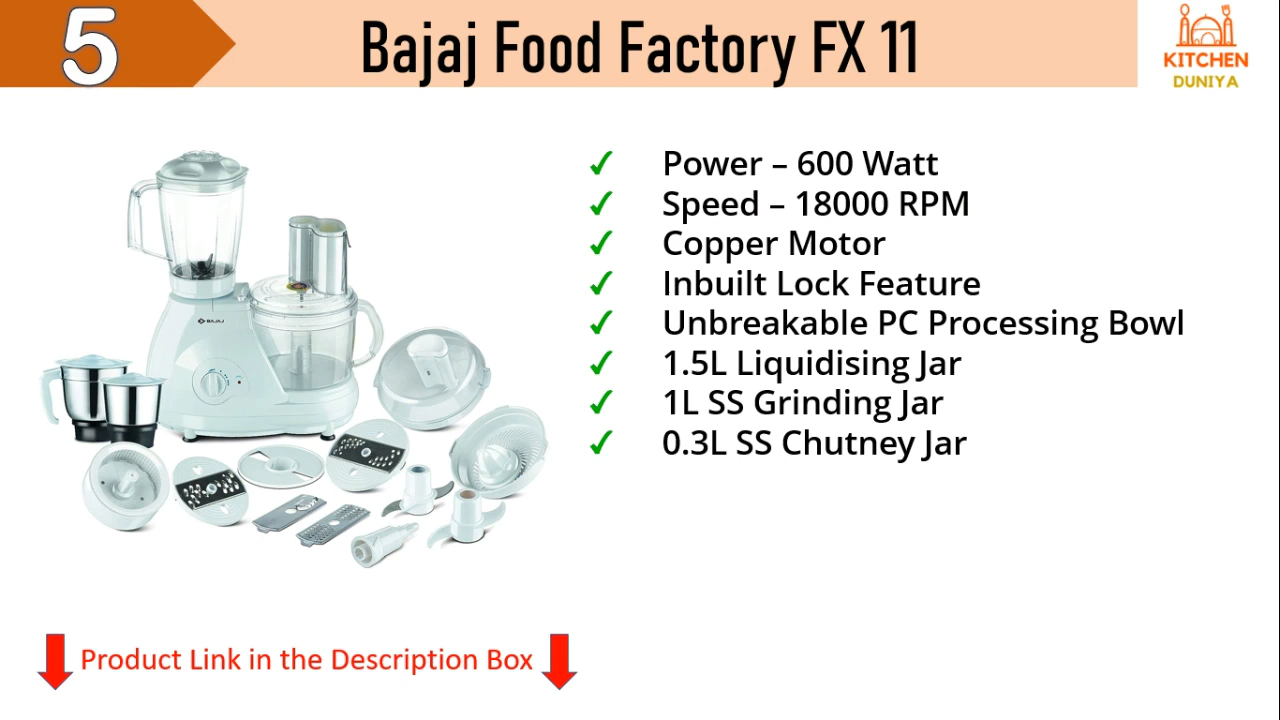 5
Bajaj Food Factory FX 11
KITCHEN
DUNIYA
✓ Power – 600 Watt
✓ Speed – 18000 RPM
✓ Copper Motor
✓ Inbuilt Lock Feature
✓ Unbreakable PC Processing Bowl
✓ 1.5L Liquidising Jar
✓ 1L SS Grinding Jar
✓ 0.3L SS Chutney Jar
BAJAJ
Product Link in the Description Box